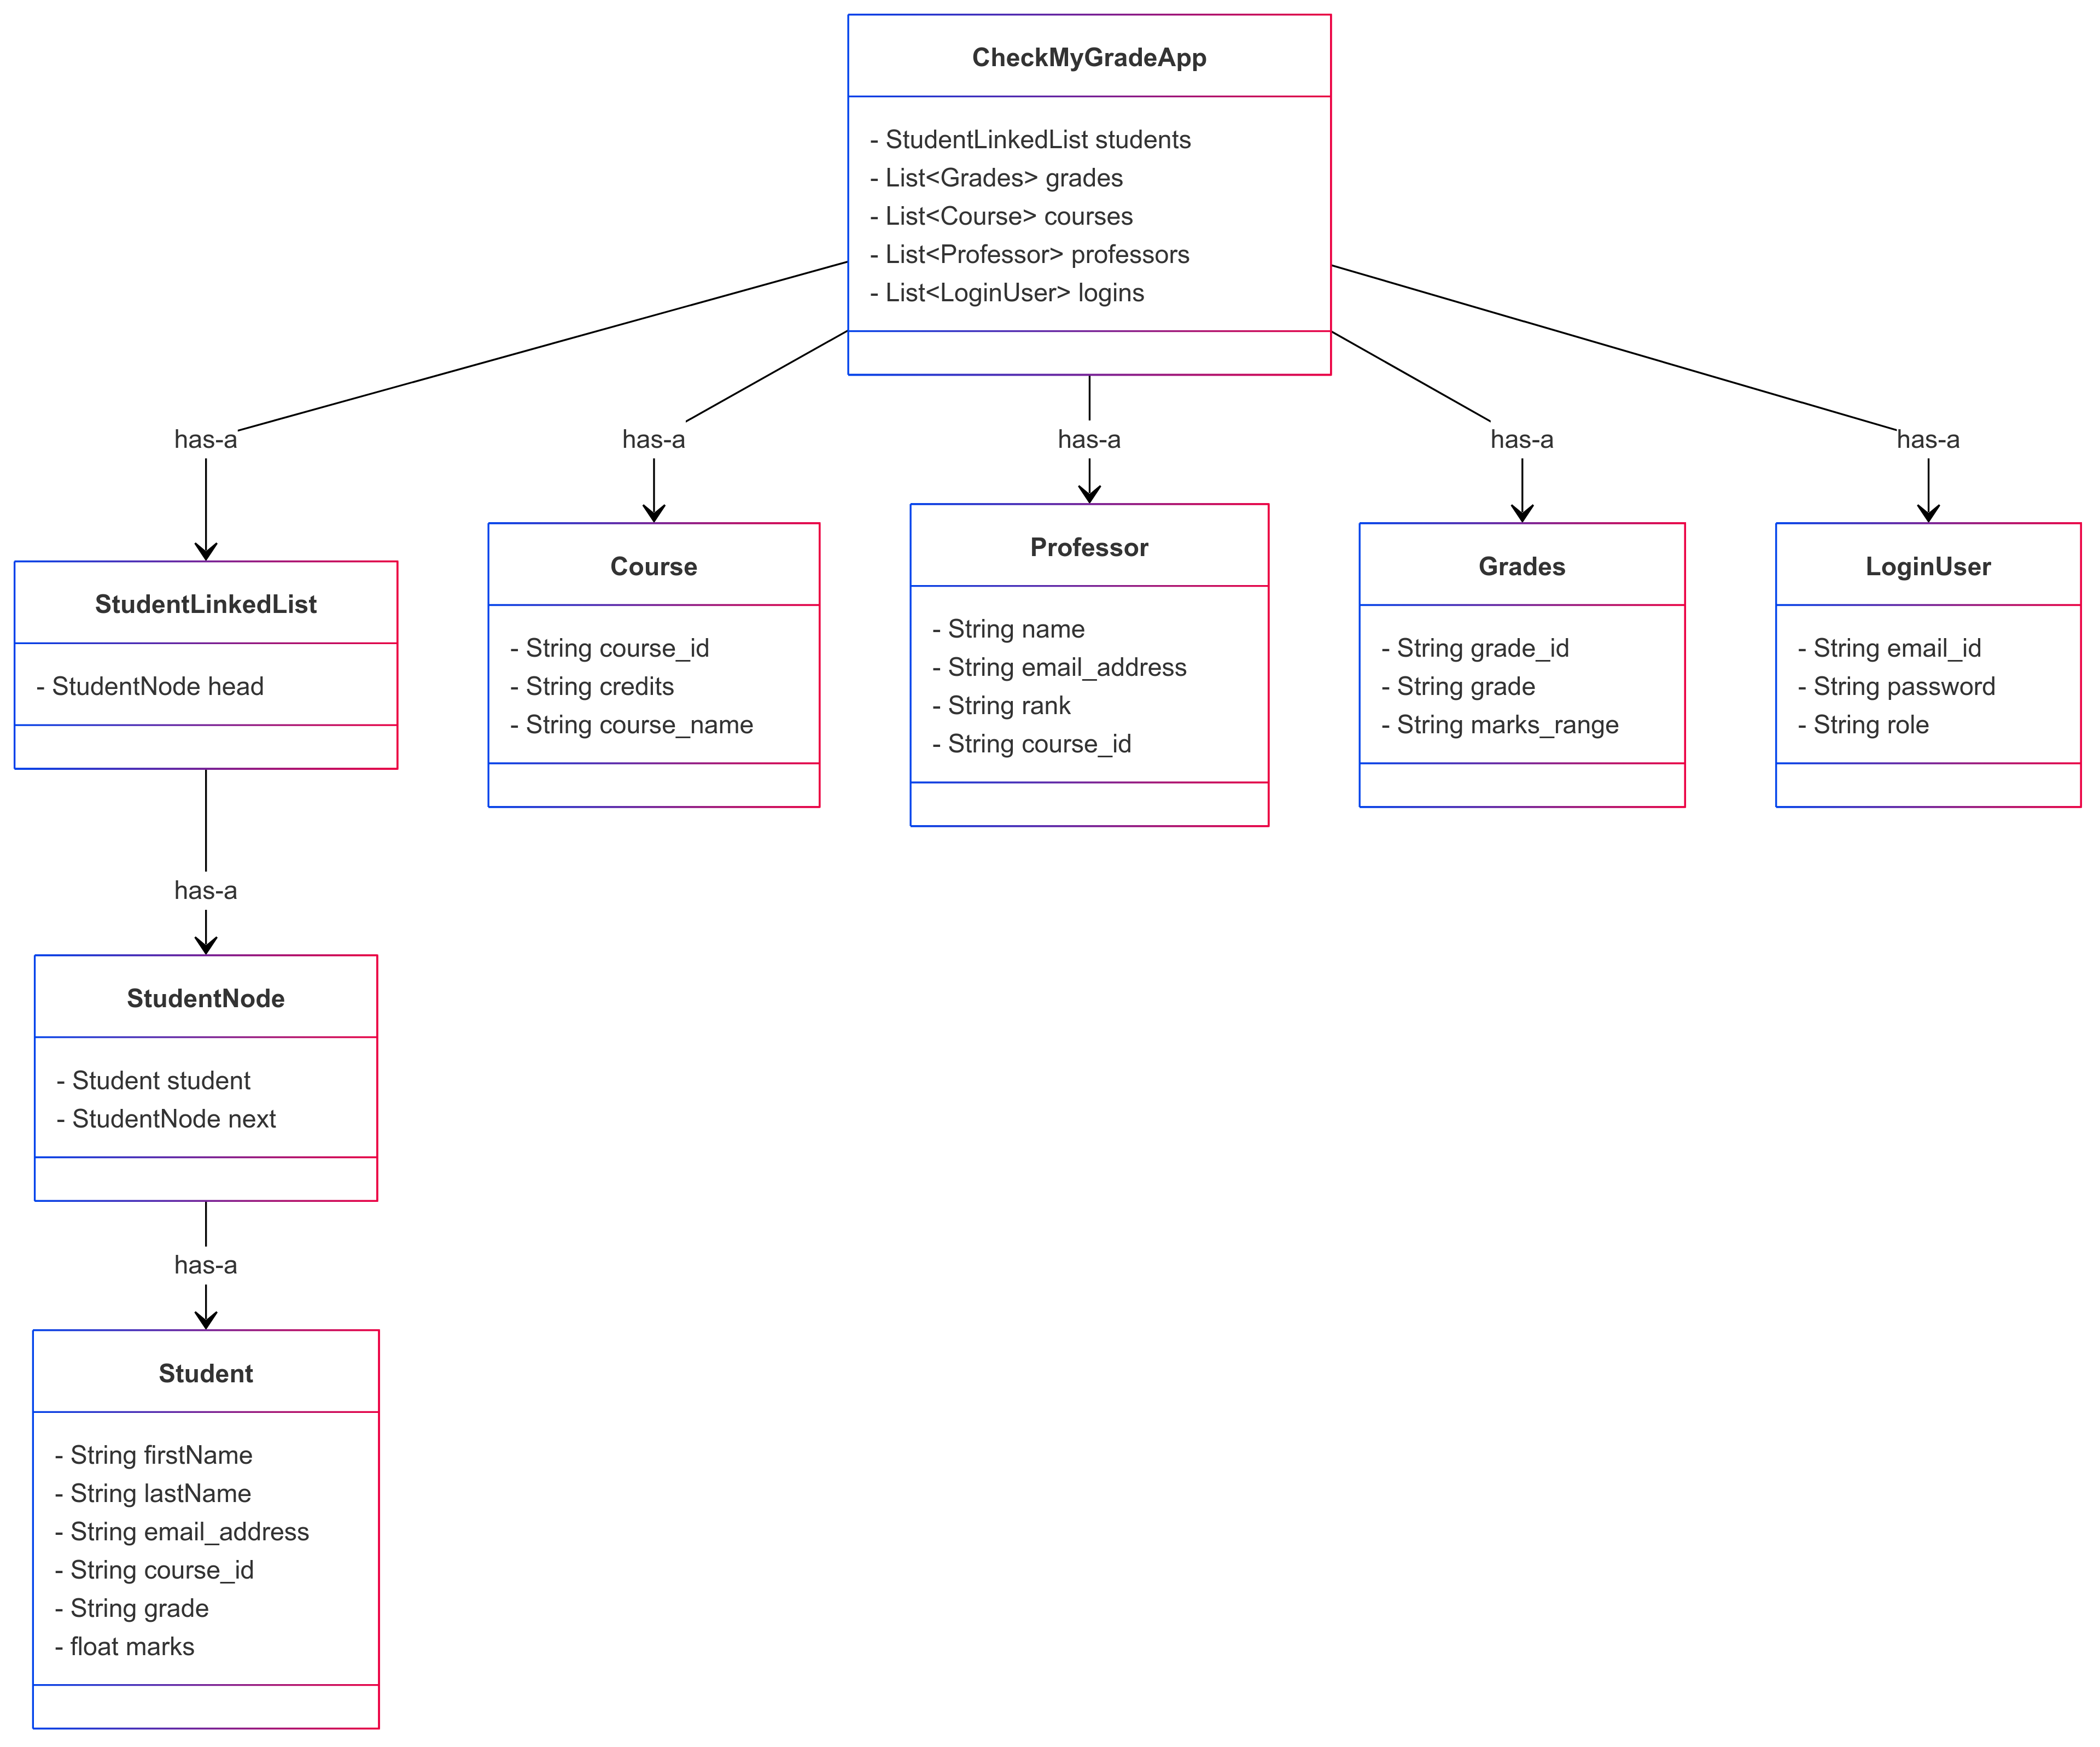 CheckMyGradeApp
- StudentLinkedList students
- List<Grades> grades
- List<Course> courses
- List<Professor> professors
- List<LoginUser> logins
has-a
has-a
has-a
has-a
has-a
StudentLinkedList
- StudentNode head
Course
- String course_id
- String credits
- String course_name
Professor
- String name
- String email_address
- String rank
- String course_id
Grades
- String grade_id
- String grade
- String marks_range
LoginUser
- String email_id
- String password
- String role
has-a
StudentNode
- Student student
- StudentNode next
has-a
Student
- String firstName
- String lastName
- String email_address
- String course_id
- String grade
- float marks